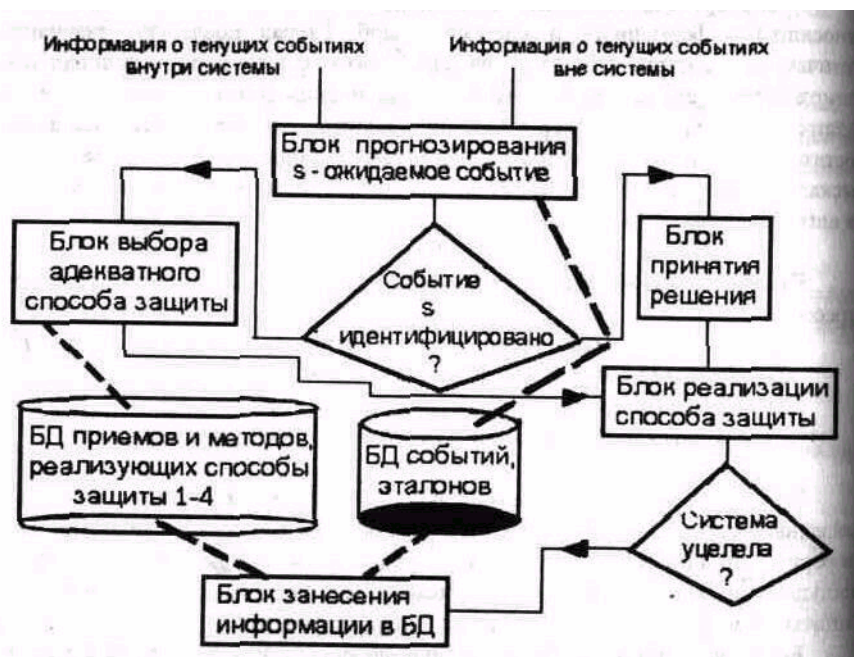 Информация о текущих событиях
внутри системы
Информация о текущих событиях
вне системы
Блок прогнозирования
s - ожидаемое событие
Блок выбора
адекватного
способа защиты
Событие
s
идентифицировано
?
Блок
принятия
решения
Блок реализации
способа защиты
БД приемов и методов,
реализующих способы
защиты 1-4
БД событий,
эталонов
Система
уцелела
?
Блок занесения
информации в БД